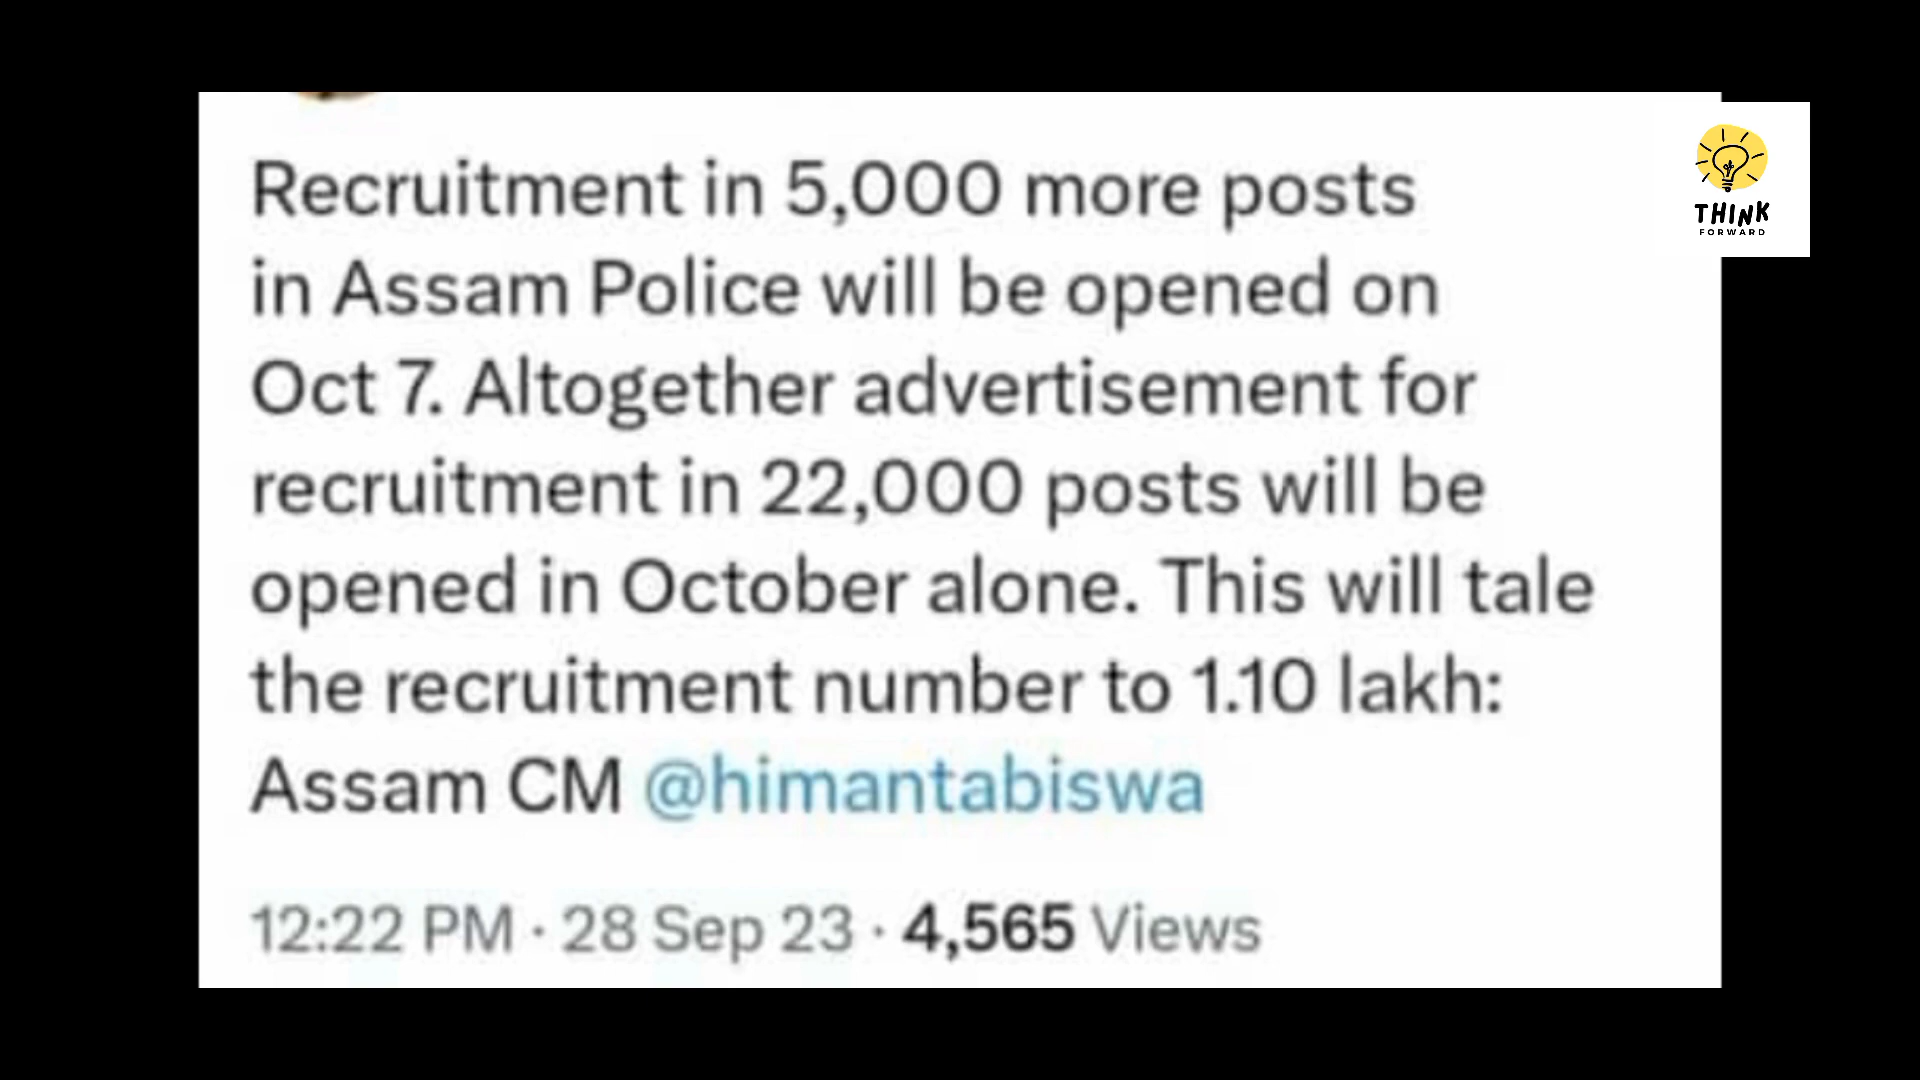 Recruitment in 5,000 more posts
in Assam Police will be opened on
Oct 7. Altogether advertisement for
recruitment in 22,000 posts will be
opened in October alone. This will tale
the recruitment number to 1.10 lakh:
Assam CM @himantabiswa
12:22 PM · 28 Sep 23 · 4,565 Views
THINK
FORWARD